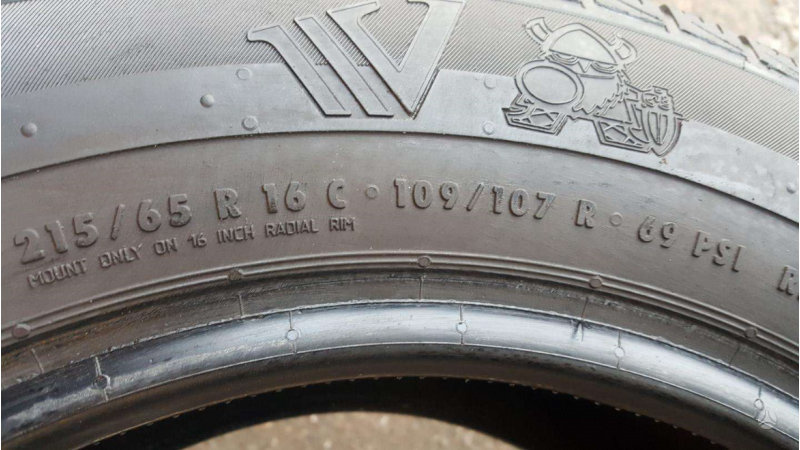 215/65 R 16 C • 109/107 R • 69 PSI
MOUNT ONLY ON 16 INCH RADIAL RIM